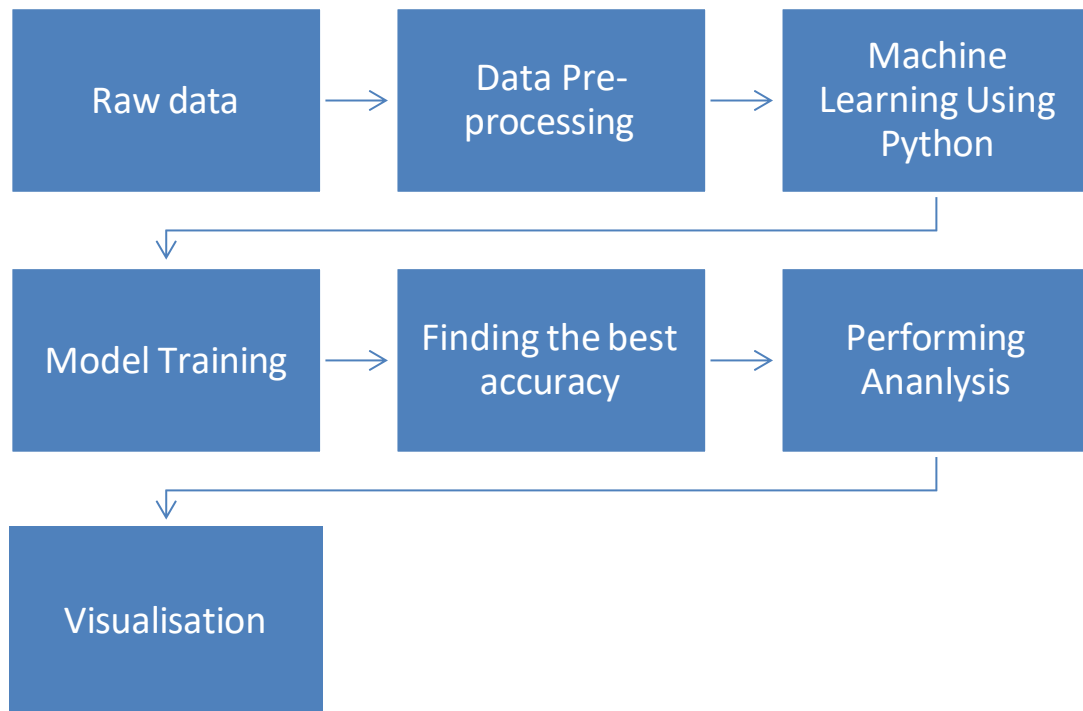 Raw data
Data Pre-
processing
Machine
Learning Using
Python
Model Training
Finding the best
accuracy
Performing
Ananlysis
Visualisation